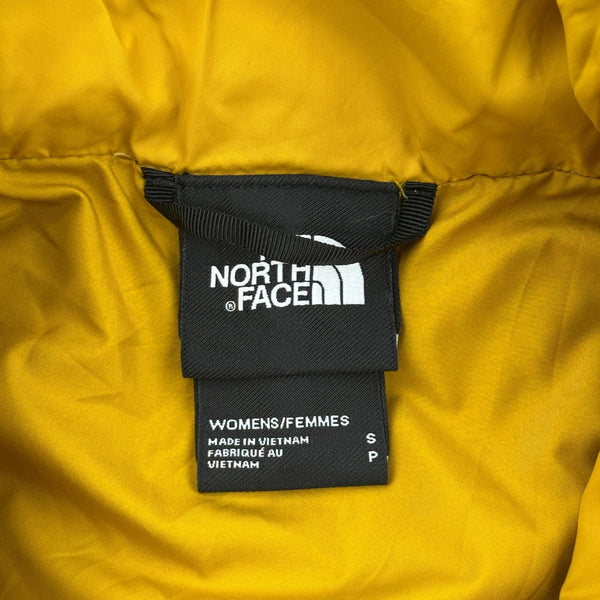 NORTH
FACE
®
WOMENS/FEMMES
MADE IN VIETNAM
FABRIQUÉ AU
VIETNAM
S
P